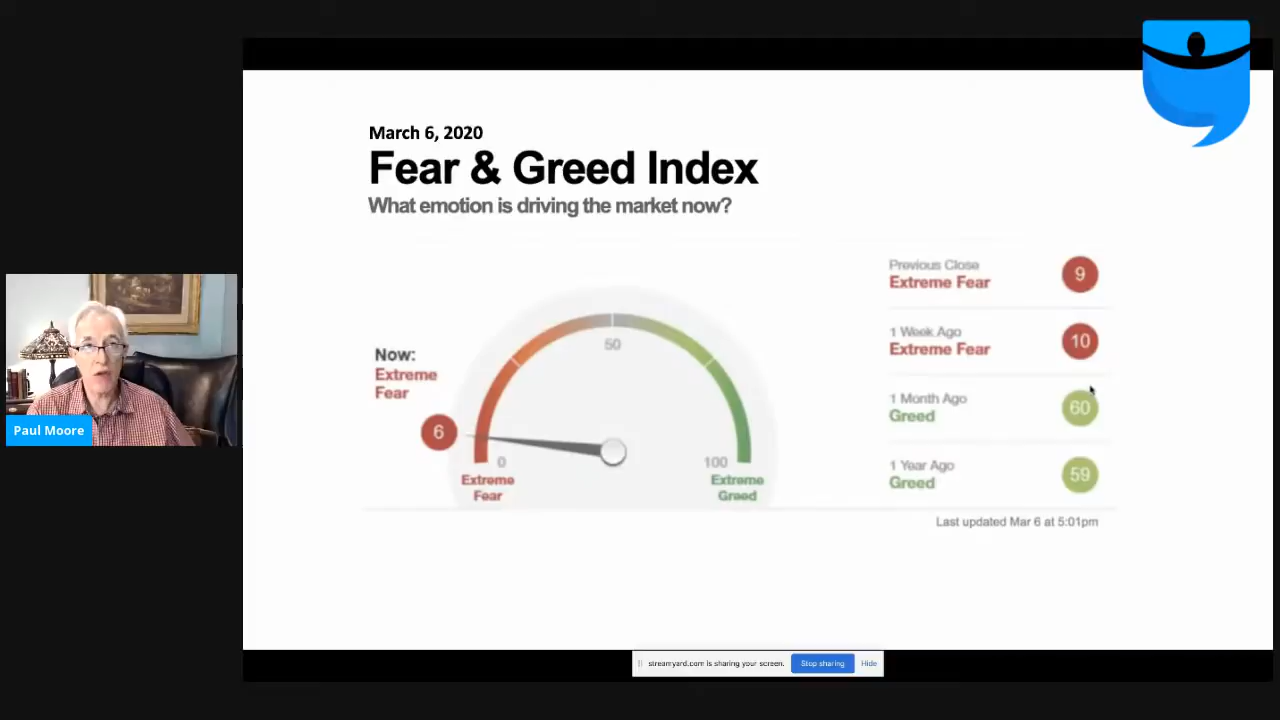 March 6, 2020
Fear & Greed Index
What emotion is driving the market now?
Now:
Extreme
Fear
6
0
50
100
Extreme
Fear
Extreme
Greed
Previous Close
Extreme Fear
9
1 Week Ago
Extreme Fear
10
1 Month Ago
Greed
60
1 Year Ago
Greed
59
Last updated Mar 6 at 5:01pm
Paul Moore
streamyard.com is sharing your screen.
Stop sharing
Hide